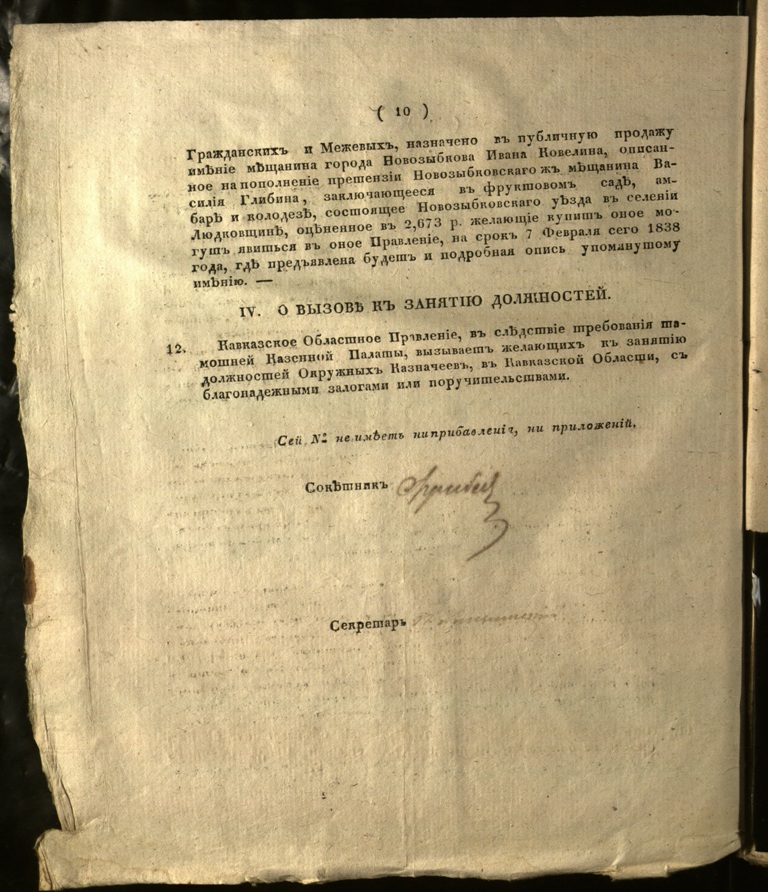 ( 10 )
Гражданскихъ и Межевыхъ, назначено въ публичную продажу
имѣніе мѣщанина города Новозыбкова Ивана Ковелина, описан-
ное на пополненіе претензіи Новозыбковскаго жъ мѣщанина Ва-
силія Глибина, заключающееся въ фруктовомъ садѣ, ам-
барѣ и колодезѣ, состоящее Новозыбковскаго уѣзда въ селеніи
Людковщинѣ, оцѣненное въ 2,673 р. желающіе купить оное мо-
гутъ явиться въ оное Правленіе, на срокъ 7 Февраля сего 1838
года, гдѣ предъявлена будетъ и подробная опись упомянутому
имѣнію. —
IV. О ВЫЗОВѢ КЪ ЗАНЯТІЮ ДОЛЖНОСТЕЙ.
12. Кавказское Областное Правленіе, въ слѣдствіе требованія та-
мошней Казенной Палаты, вызываетъ желающихъ къ занятію
должностей Окружныхъ Казначеевъ, въ Кавказской Области, съ
благонадежными залогами или поручительствами.
Сей № не имѣетъ ни прибавленія, ни приложеній.
Совѣтникъ
Секретарь